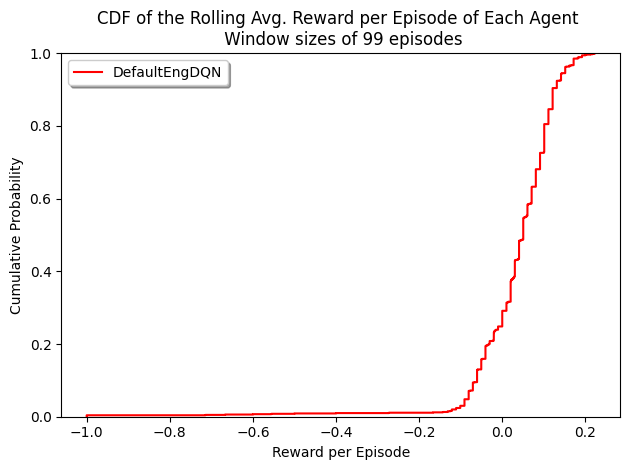 CDF of the Rolling Avg. Reward per Episode of Each Agent
Window sizes of 99 episodes
DefaultEngDQN
1.0
0.8
0.6
0.4
0.2
0.0
Cumulative Probability
−1.0 −0.8 −0.6 −0.4 −0.2 0.0 0.2
Reward per Episode